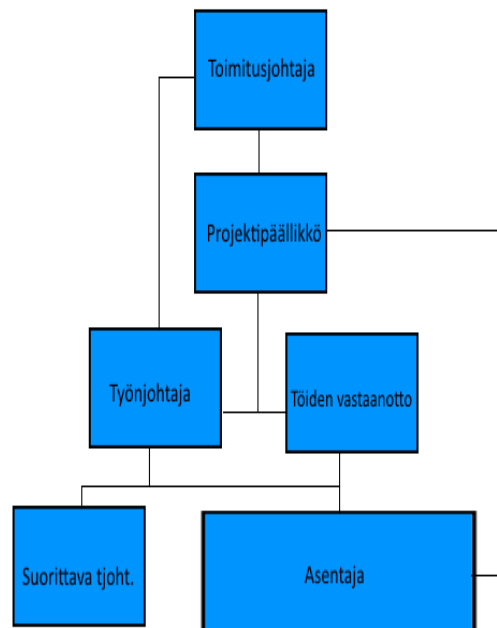 Toimitusjohtaja
Projektipäällikkö
Työnjohtaja
Töiden vastaanotto
Suorittava tjoht.
Asentaja